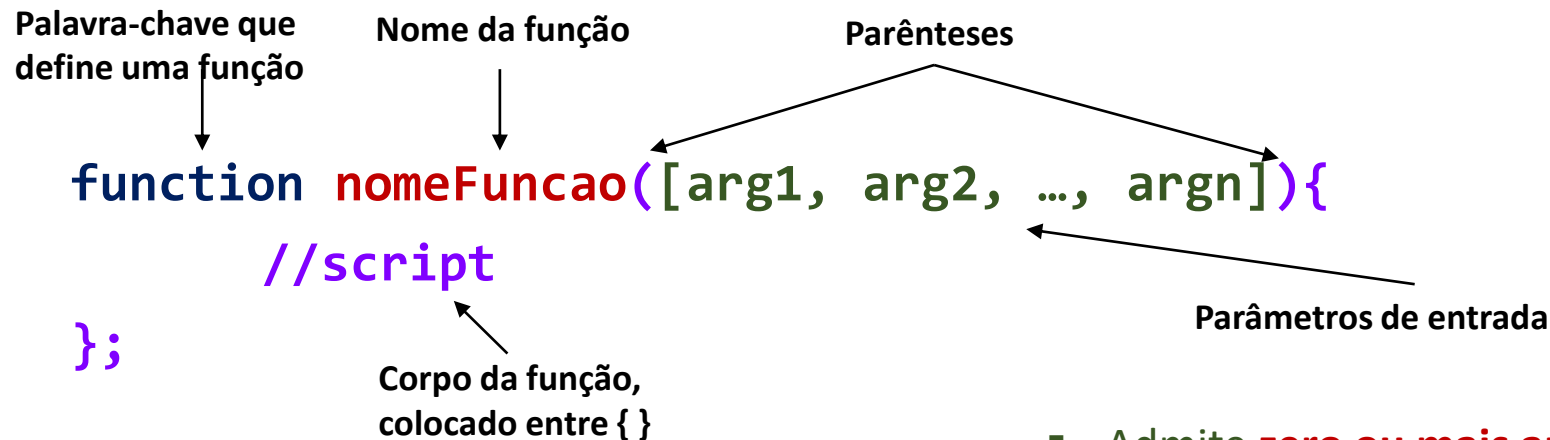 Palavra-chave que
define uma função
Nome da função
Parênteses
function nomeFuncao([arg1, arg2, …, argn]){
//script
};
Parâmetros de entrada
Corpo da função,
colocado entre { }
Admite zero ou mais